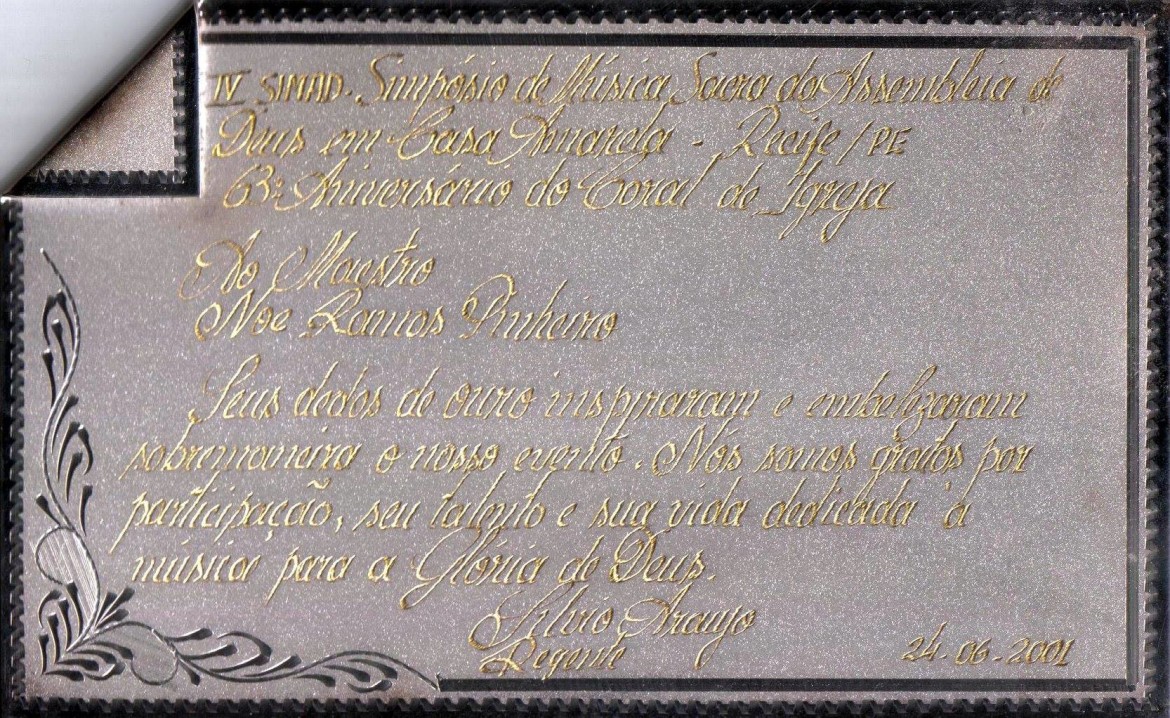 IV SIMAD. Simpósio de Música Sacra da Assembleia de
Deus em Casa Amarela - Recife/PE
63º Aniversário do Coral da Igreja
Ao Maestro
Noe Ramos Pinheiro
Seus dedos de ouro inspiraram e embelezaram
sobremaneira o nosso evento. Nós somos gratos por
participação, seu talento e sua vida dedicada à
música para a Glória de Deus.
Silvio Araujo
Regente
24-06-2001